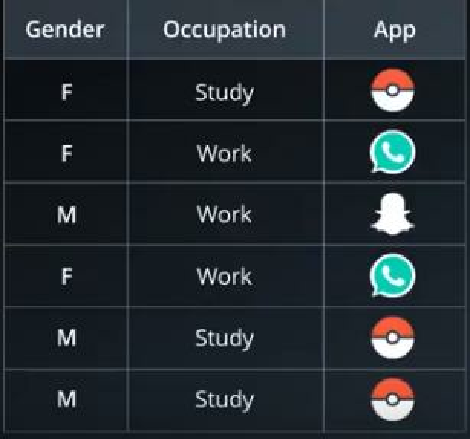 Gender Occupation App
F Study
F Work
M Work
F Work
M Study
M Study